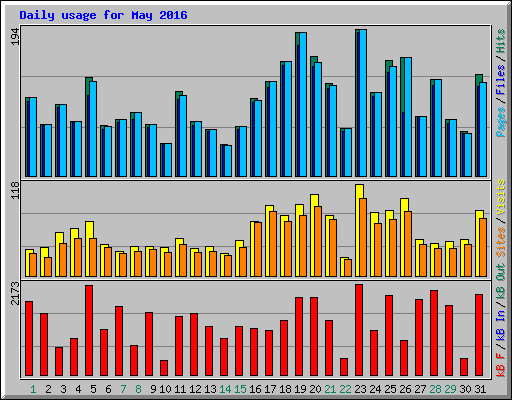 Daily usage for May 2016
194
Pages / Files / Hits
118
Sites / Visits
2173
kB F / kB In / kB Out
1 2 3 4 5 6 7 8 9 10 11 12 13 14 15 16 17 18 19 20 21 22 23 24 25 26 27 28 29 30 31